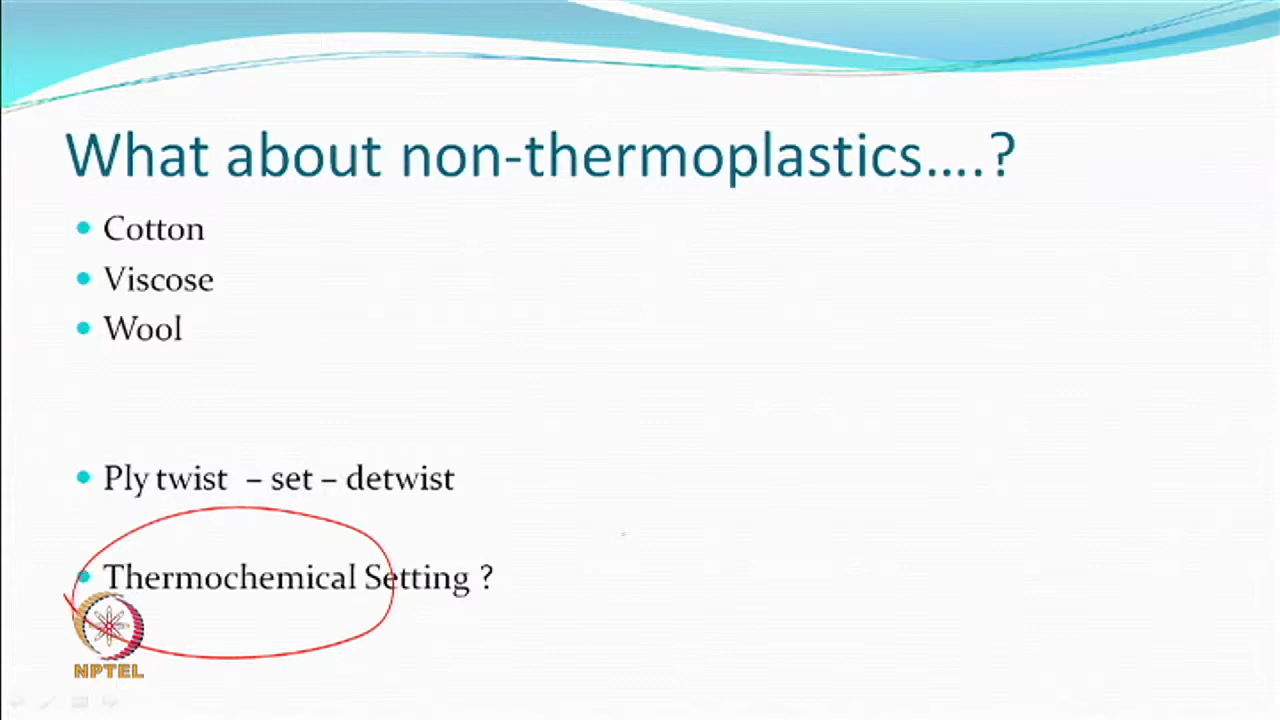 What about non-thermoplastics....?
Cotton
Viscose
Wool
Ply twist – set – detwist
Thermochemical Setting ?
NPTEL